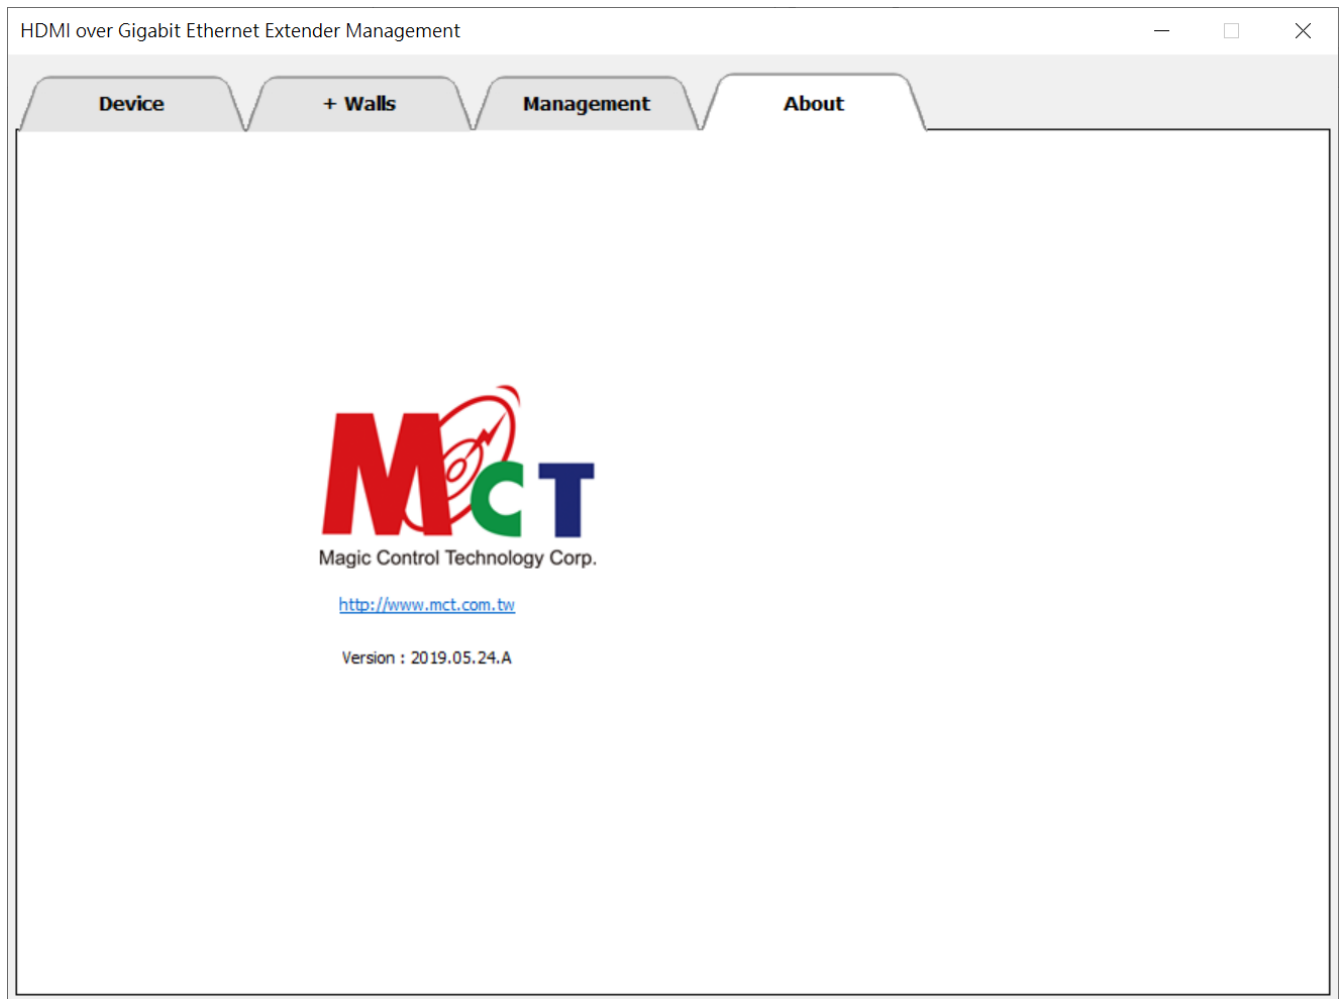 HDMI over Gigabit Ethernet Extender Management
Device
+ Walls
Management
About
MCT
Magic Control Technology Corp.
http://www.mct.com.tw
Version : 2019.05.24.A